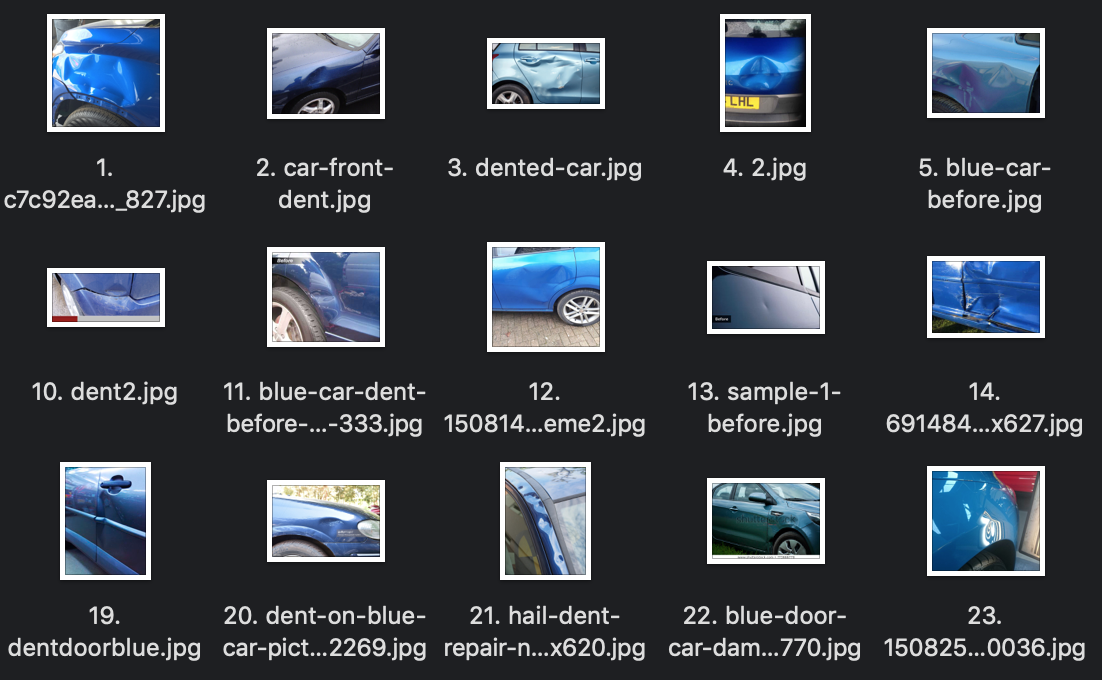 1.
c7c92ea..._827.jpg
2. car-front-
dent.jpg
3. dented-car.jpg
4. 2.jpg
5. blue-car-
before.jpg
LHL
10. dent2.jpg
11. blue-car-dent-
before-...-333.jpg
12.
150814...eme2.jpg
13. sample-1-
before.jpg
14.
691484...x627.jpg
Before
Before
19.
dentdoorblue.jpg
20. dent-on-blue-
car-pict...2269.jpg
21. hail-dent-
repair-n...x620.jpg
22. blue-door-
car-dam...770.jpg
23.
150825...0036.jpg